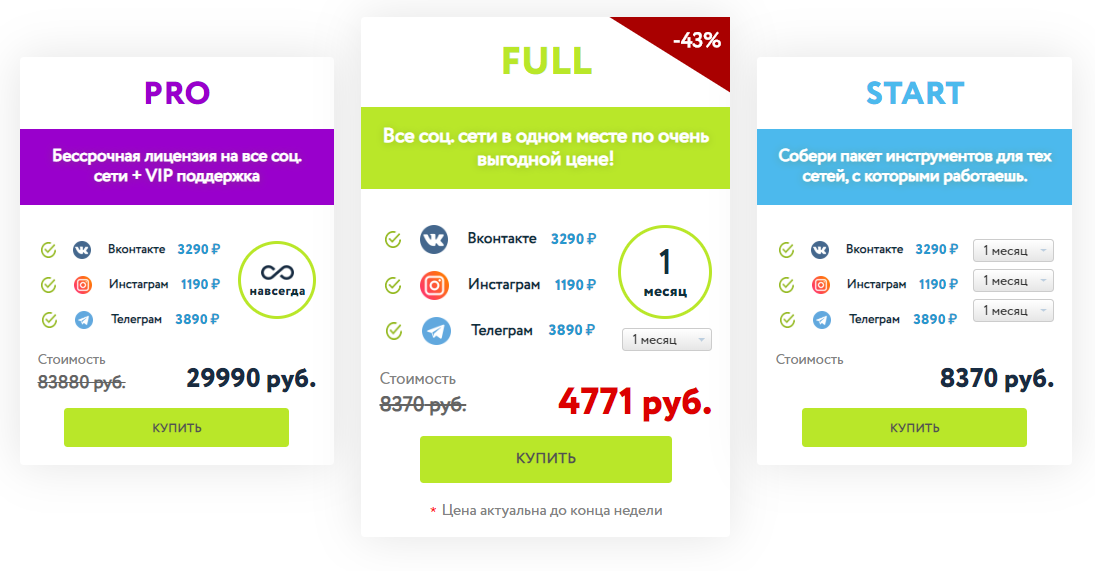 PRO
Бессрочная лицензия на все соц.
сети + VIP поддержка
Вконтакте 3290 ₽
Инстаграм 1190 ₽
Телеграм 3890 ₽
навсегда
Стоимость
83880 руб.
29990 руб.
КУПИТЬ
-43%
FULL
Все соц. сети в одном месте по очень
выгодной цене!
Вконтакте 3290 ₽
Инстаграм 1190 ₽
Телеграм 3890 ₽
1
месяц
1 месяц
Стоимость
8370 руб.
4771 руб.
КУПИТЬ
* Цена актуальна до конца недели
START
Собери пакет инструментов для тех
сетей, с которыми работаешь.
Вконтакте 3290 ₽ 1 месяц
Инстаграм 1190 ₽ 1 месяц
Телеграм 3890 ₽ 1 месяц
Стоимость
8370 руб.
КУПИТЬ